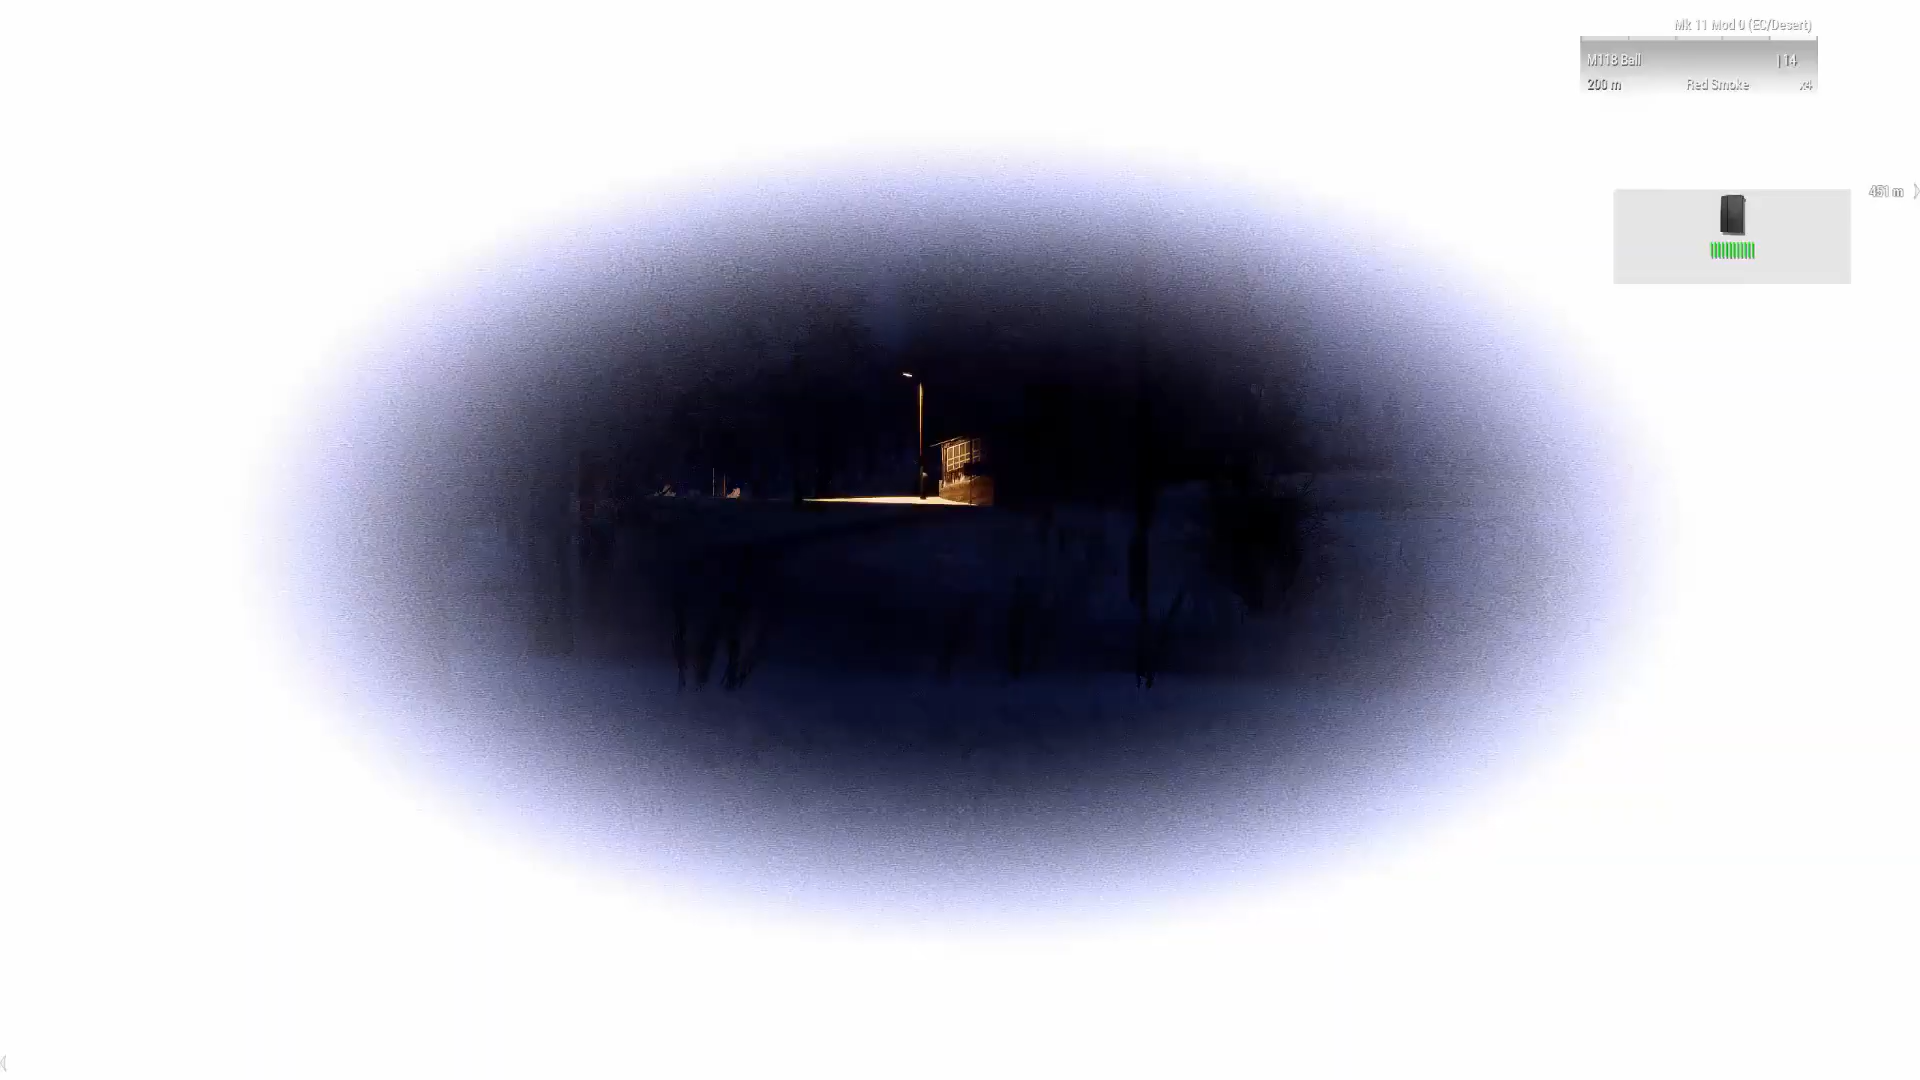 Mk 11 Mod 0 (EC/Desert)
M118 Ball | 14
200 m Red Smoke x4
451 m